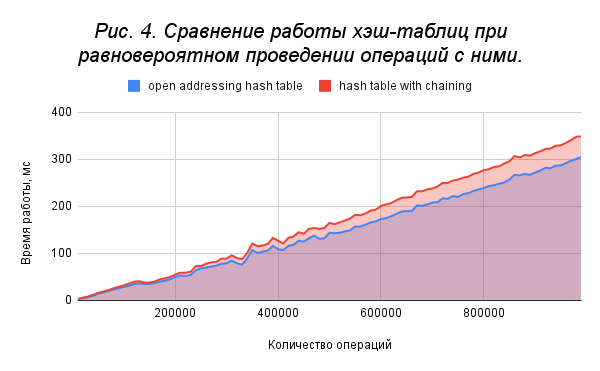 Рис. 4. Сравнение работы хэш-таблиц при
равновероятном проведении операций с ними.
open addressing hash table
hash table with chaining
Время работы, мс
400
300
200
100
0
200000
400000
600000
800000
Количество операций